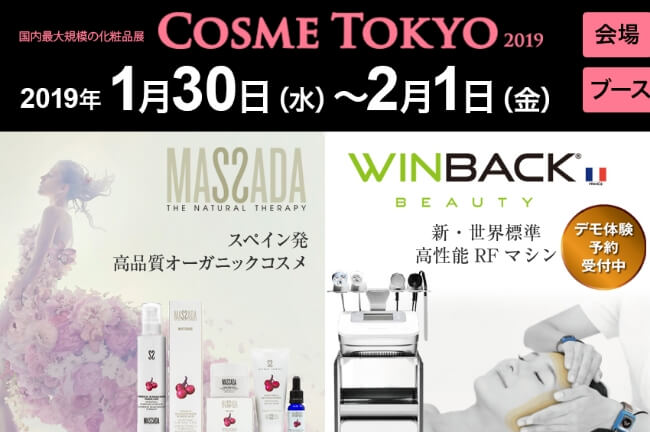 国内最大規模の化粧品展
COSME TOKYO 2019
会場
2019年 1月30日(水)～2月1日(金)
ブース
MASSADA
THE NATURAL THERAPY
スペイン発
高品質オーガニックコスメ
WINBACK®
BEAUTY
新・世界標準
高性能RFマシン
デモ体験
予約
受付中
MASSADA
MASSADA